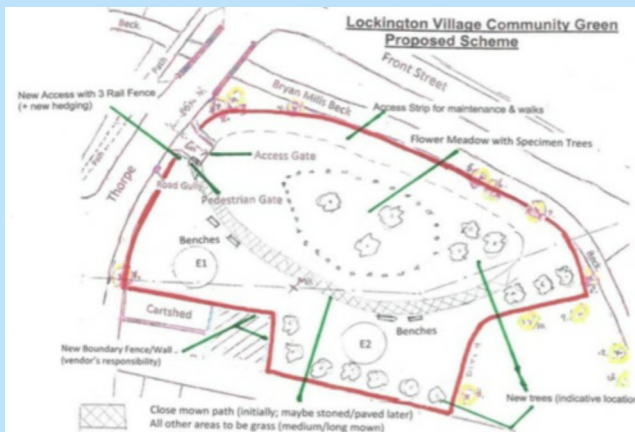 Lockington Village Community Green
Proposed Scheme
Beck
Path
Front Street
New Access with 3 Rail Fence
(+ new hedging)
Bryan Mills Beck
Access Strip for maintenance & walks
Flower Meadow with Specimen Trees
Path
Access Gate
Thorpe
Road Gully
Pedestrian Gate
Benches
E1
Beck
Cartshed
Benches
New Boundary Fence/Wall
(vendor's responsibility)
E2
New trees (indicative location
Close mown path (initially; maybe stoned/paved later)
All other areas to be grass (medium/long mown)